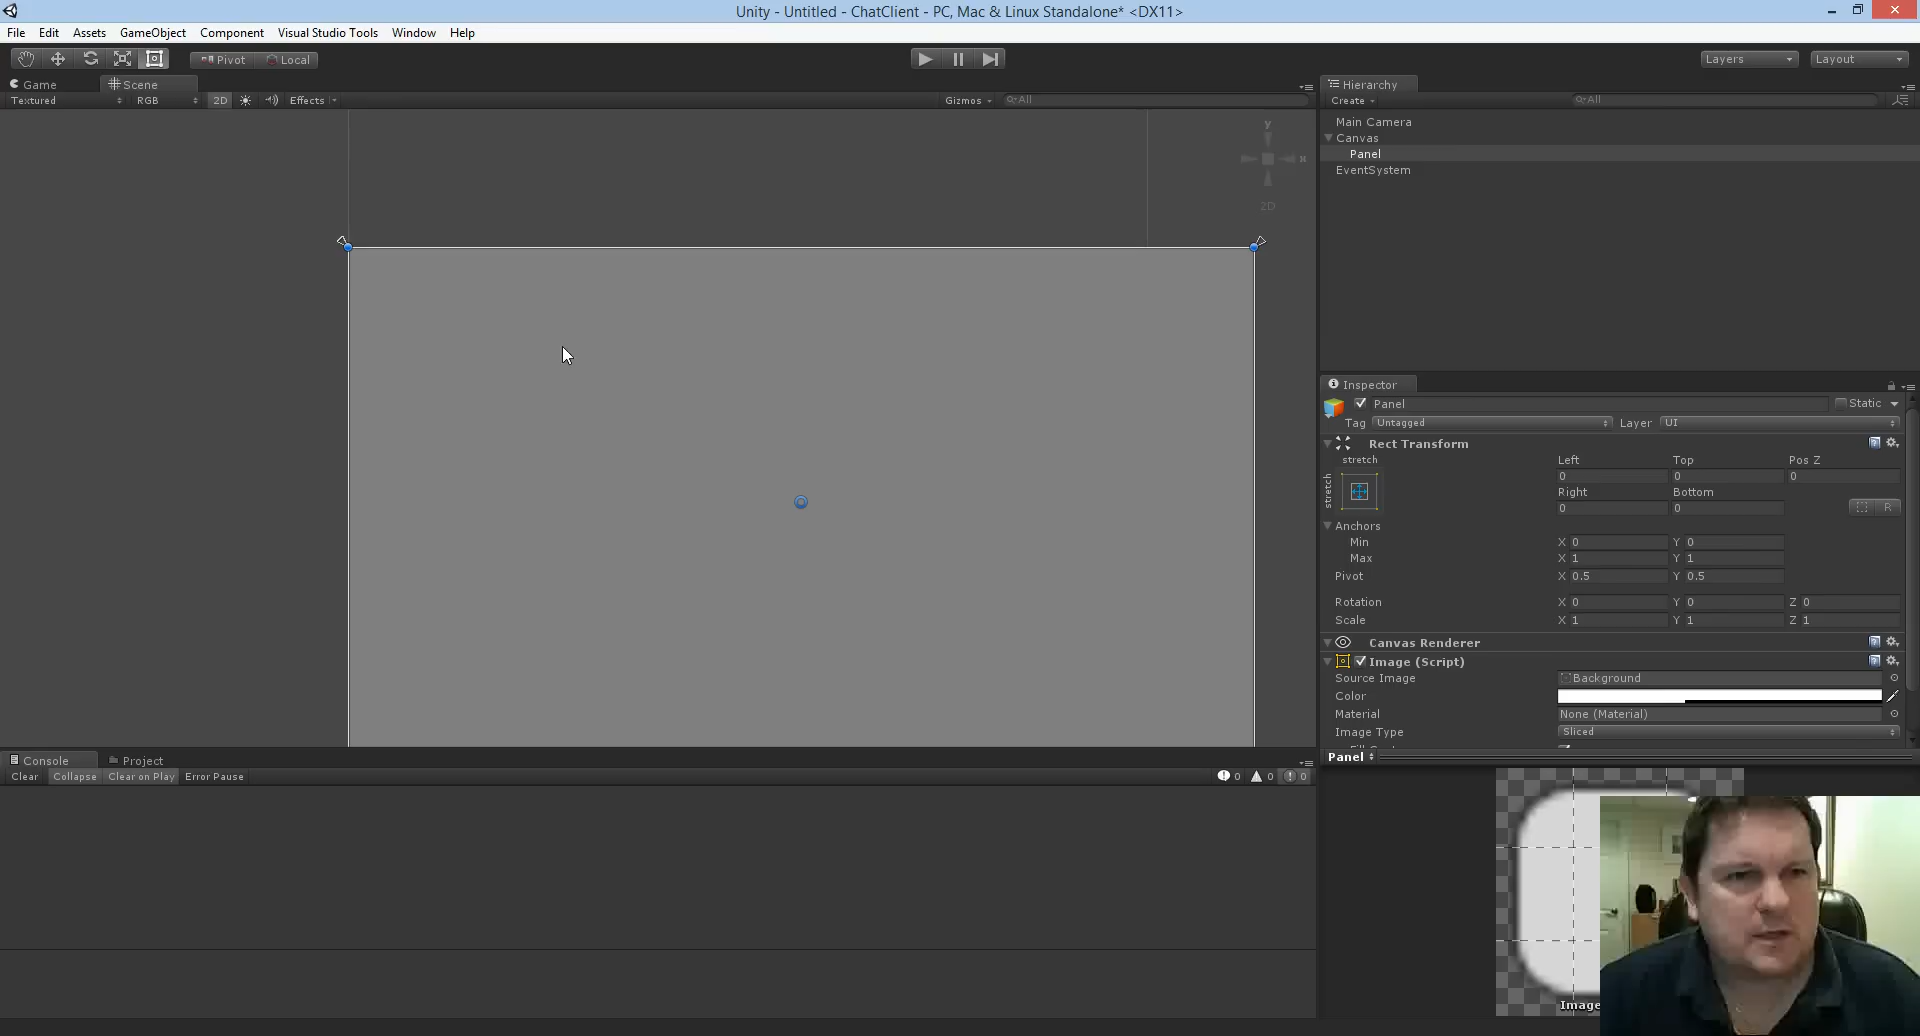 Unity - Untitled - ChatClient - PC, Mac & Linux Standalone* <DX11>
File Edit Assets GameObject Component Visual Studio Tools Window Help
Pivot Local Layers Layout
Game Scene
Textured RGB 2D Effects Gizmos All
y
x
2D
Hierarchy
Create All
Main Camera
Canvas
Panel
EventSystem
Inspector
Panel Static
Tag Untagged Layer UI
Rect Transform
stretch Left Top Pos Z
stretch 0 0 0
Right Bottom
0 0 R
Anchors
Min X 0 Y 0
Max X 1 Y 1
Pivot X 0.5 Y 0.5
Rotation X 0 Y 0 Z 0
Scale X 1 Y 1 Z 1
Canvas Renderer
Image (Script)
Source Image Background
Color
Material None (Material)
Image Type Sliced
Panel
Console Project
Clear Collapse Clear on Play Error Pause 0 0 0
Image